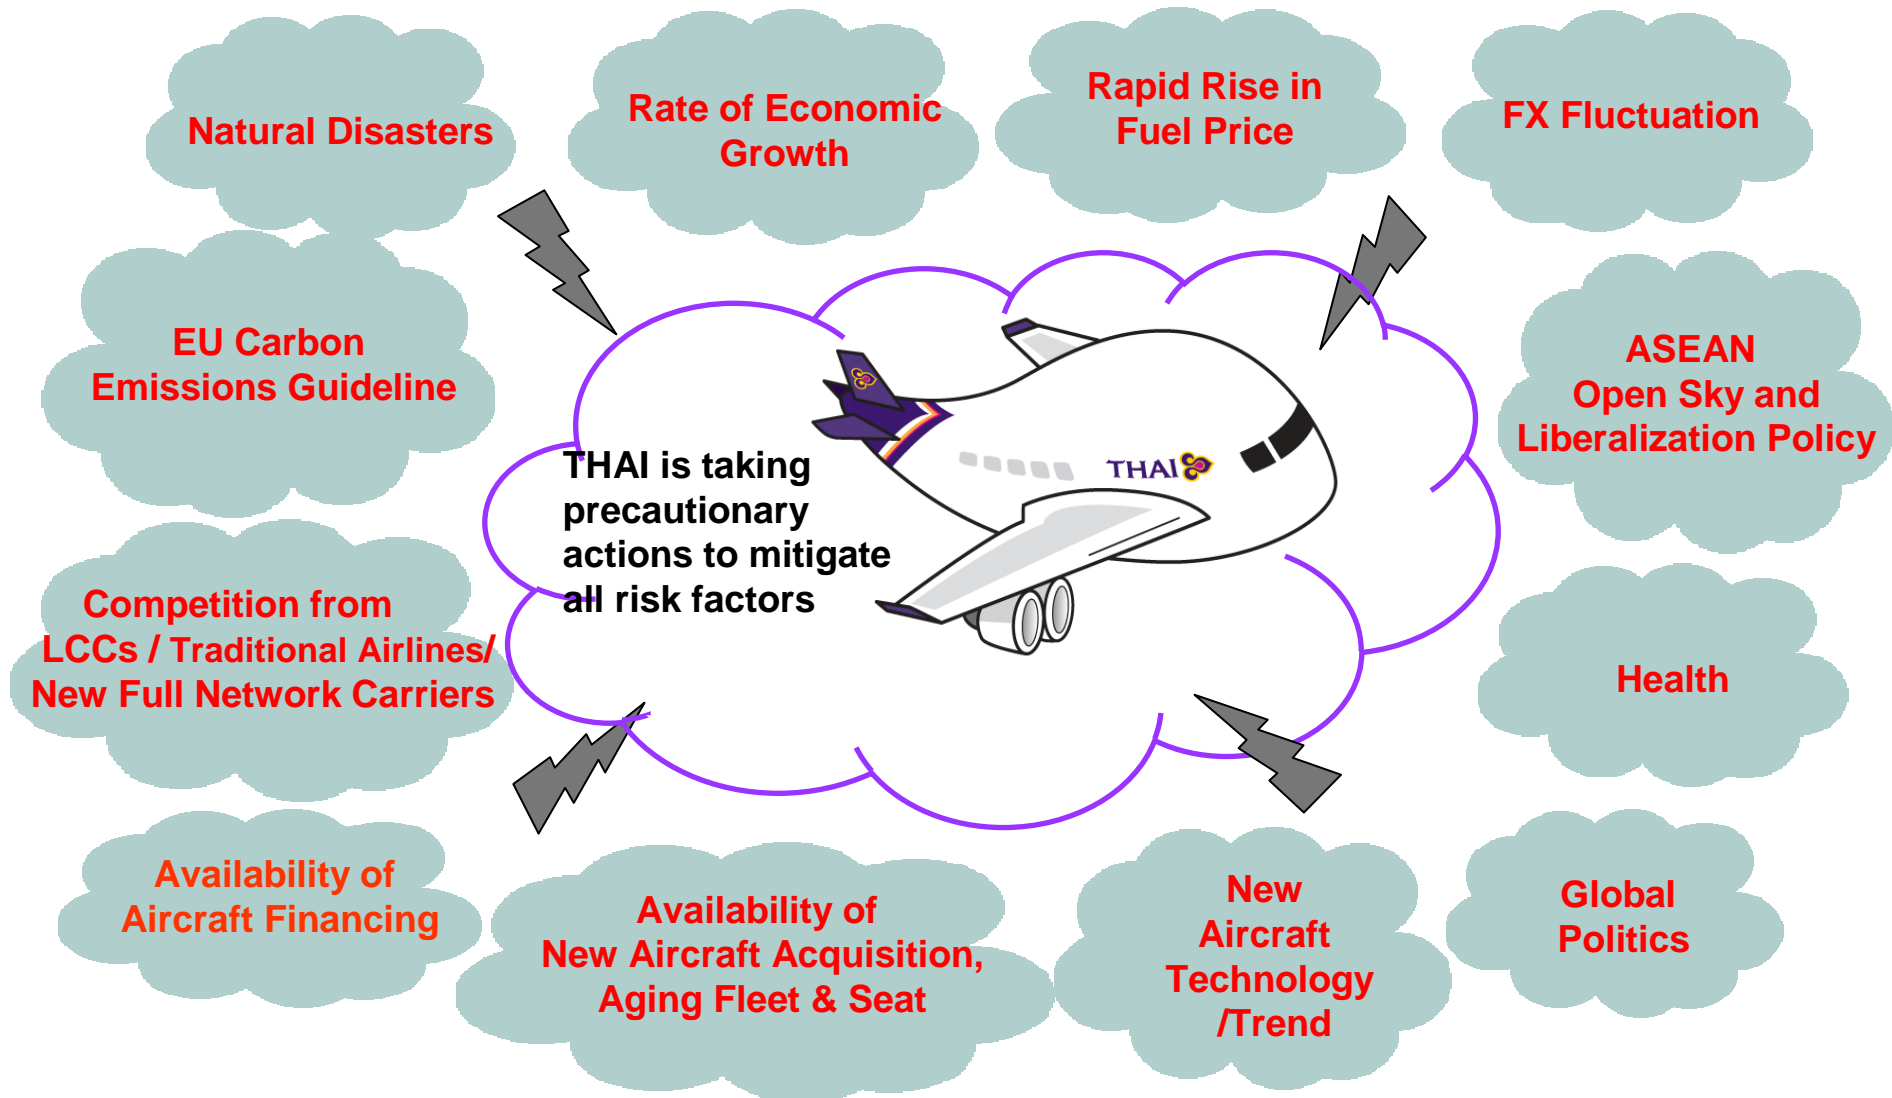 Natural Disasters
Rate of Economic
Growth
Rapid Rise in
Fuel Price
FX Fluctuation
EU Carbon
Emissions Guideline
ASEAN
Open Sky and
Liberalization Policy
THAI is taking
precautionary
actions to mitigate
all risk factors
THAI
Competition from
LCCs / Traditional Airlines/
New Full Network Carriers
Health
Availability of
Aircraft Financing
Availability of
New Aircraft Acquisition,
Aging Fleet & Seat
New
Aircraft
Technology
/Trend
Global
Politics